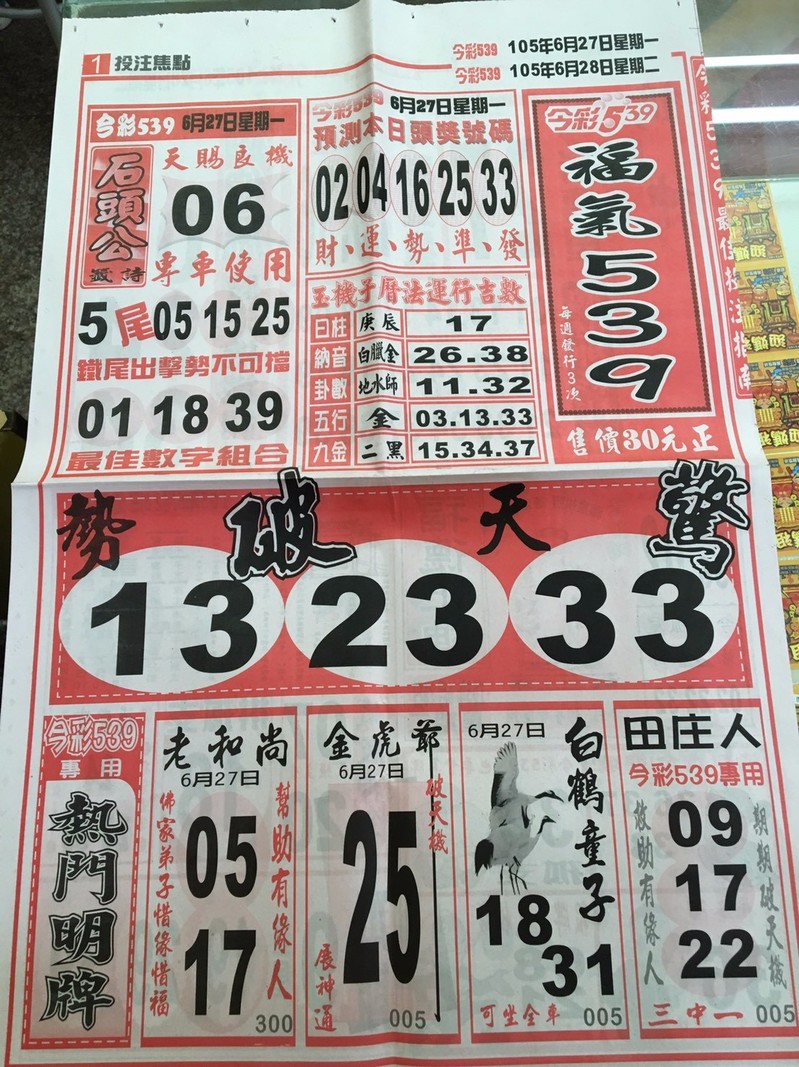 1 投注焦點
今彩539 105年6月27日星期一
今彩539 105年6月28日星期二
今彩539 6月27日星期一
石頭公
籤詩
天賜良機
06
專車使用
5尾 05 15 25
鐵尾出擊勢不可擋
01 18 39
最佳數字組合
今彩539 6月27日星期一
預測本日頭獎號碼
02 04 16 25 33
財、運、勢、準、發
玉機子曆法運行吉數
日柱 庚辰 17
納音 白臘金 26.38
卦數 地水師 11.32
五行 金 03.13.33
九金 二黑 15.34.37
今彩539
福氣539
每週發行3次
售價30元正
今彩539最佳投注指南
勢破天驚
13 23 33
今彩539
專用
熱門明牌
老和尚
6月27日
幫助有緣人
05
17
佛家弟子惜緣惜福
300
金虎爺
6月27日
破天機
25
展神通
005
6月27日
白鶴童子
18
31
可坐全車 005
田庄人
今彩539專用
期期破天機
09
17
22
救助有緣人
三中一 005